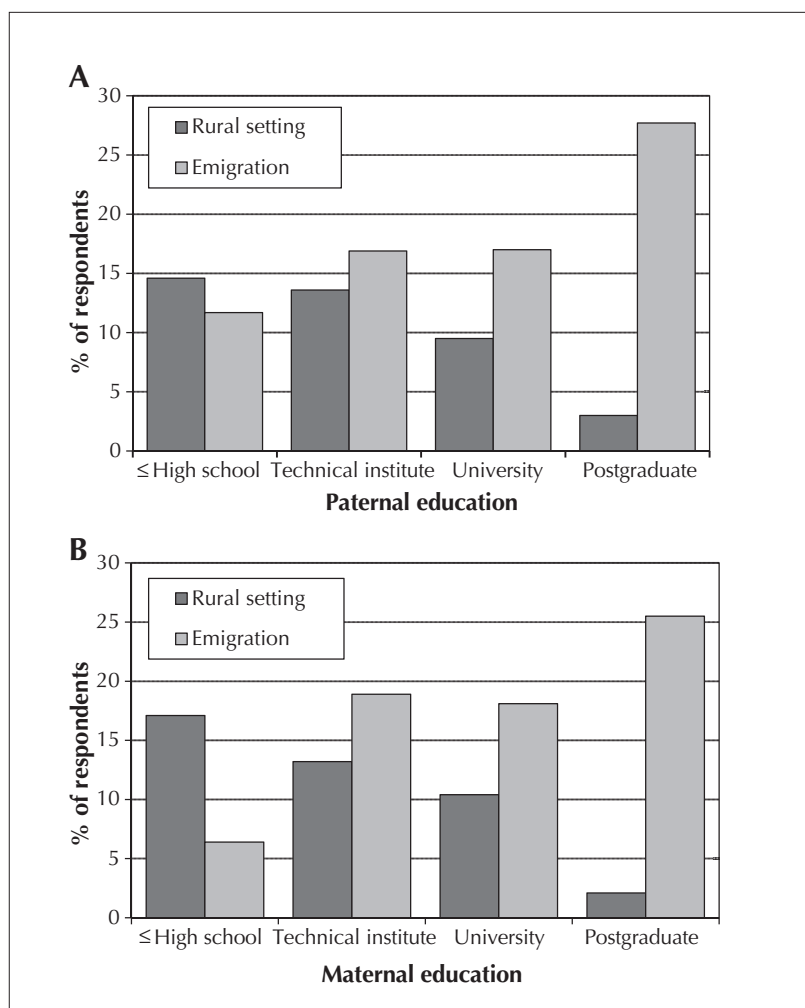 A
30
25
20
15
10
5
0
% of respondents
Rural setting
Emigration
≤ High school Technical institute University Postgraduate
Paternal education
B
30
25
20
15
10
5
0
% of respondents
Rural setting
Emigration
≤ High school Technical institute University Postgraduate
Maternal education